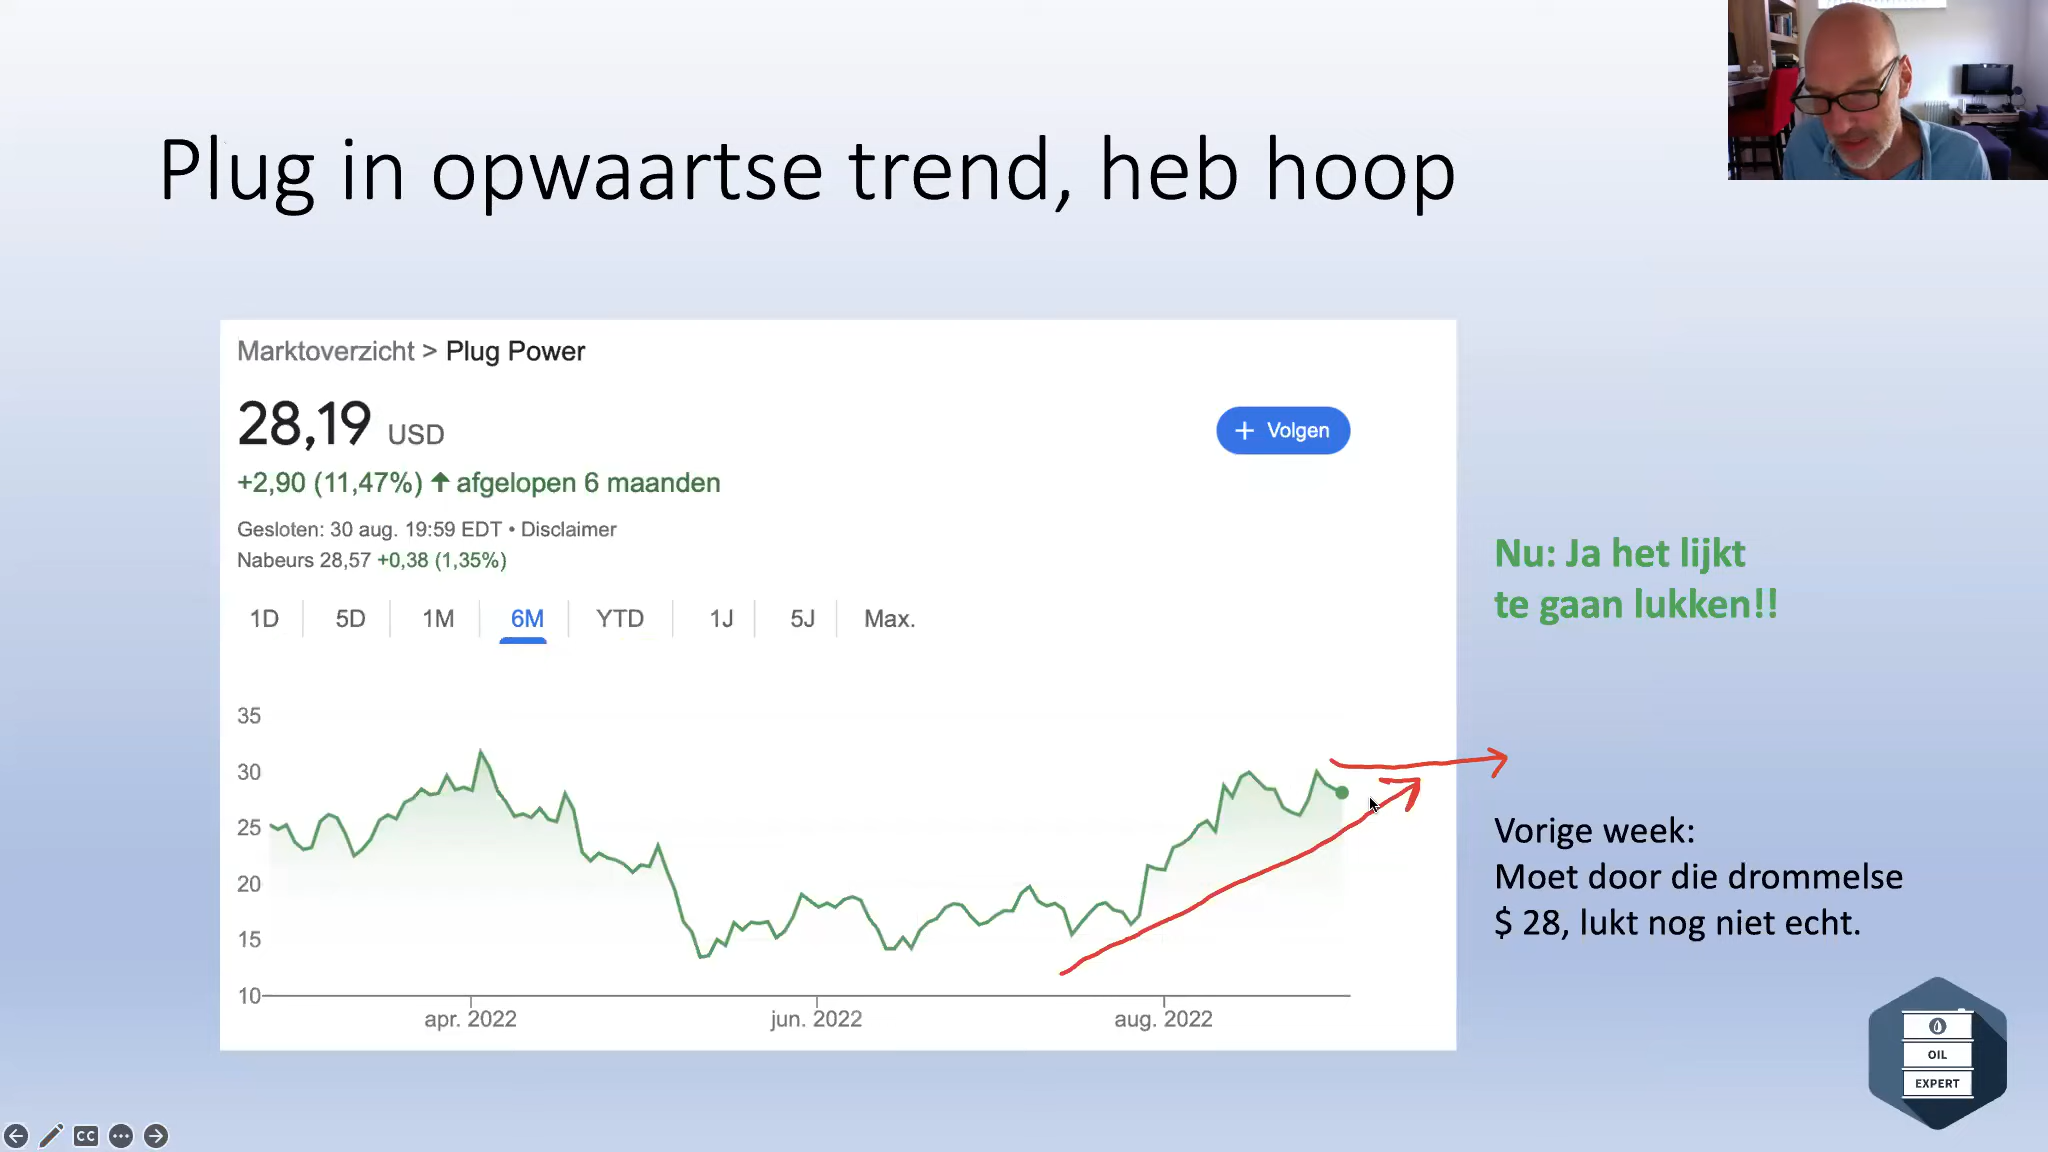 Plug in opwaartse trend, heb hoop
Marktoverzicht > Plug Power
28,19 USD
+ Volgen
+2,90 (11,47%) ↑ afgelopen 6 maanden
Gesloten: 30 aug. 19:59 EDT • Disclaimer
Nabeurs 28,57 +0,38 (1,35%)
1D 5D 1M 6M YTD 1J 5J Max.
35
30
25
20
15
10
apr. 2022 jun. 2022 aug. 2022
Nu: Ja het lijkt
te gaan lukken!!
Vorige week:
Moet door die drommelse
$ 28, lukt nog niet echt.
OIL
EXPERT
CC